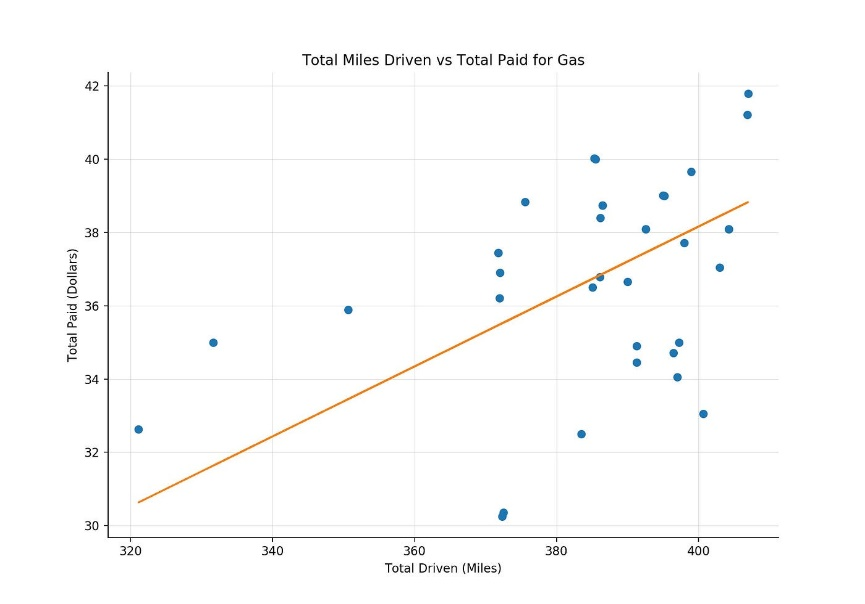 Total Miles Driven vs Total Paid for Gas
42
40
38
36
34
32
30
Total Paid (Dollars)
320 340 360 380 400
Total Driven (Miles)